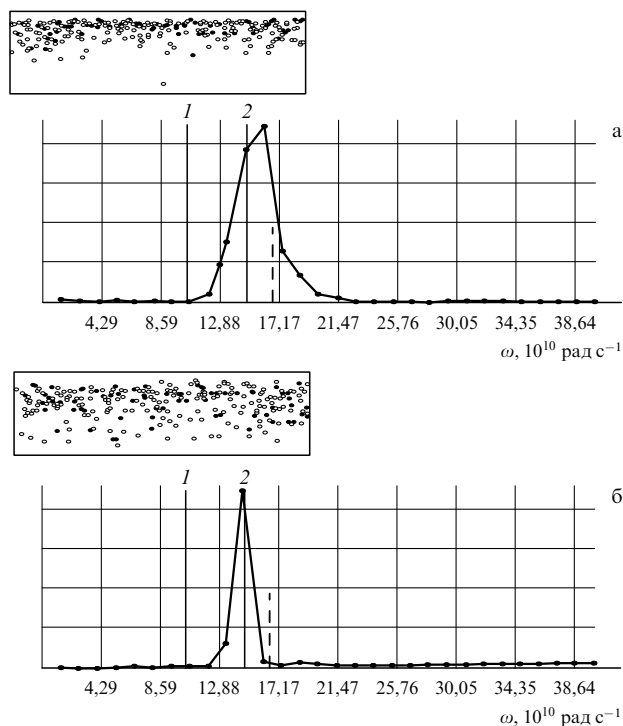 1 2
а
4,29 8,59 12,88 17,17 21,47 25,76 30,05 34,35 38,64
ω, 10¹⁰ рад с⁻¹
1 2
б
4,29 8,59 12,88 17,17 21,47 25,76 30,05 34,35 38,64
ω, 10¹⁰ рад с⁻¹